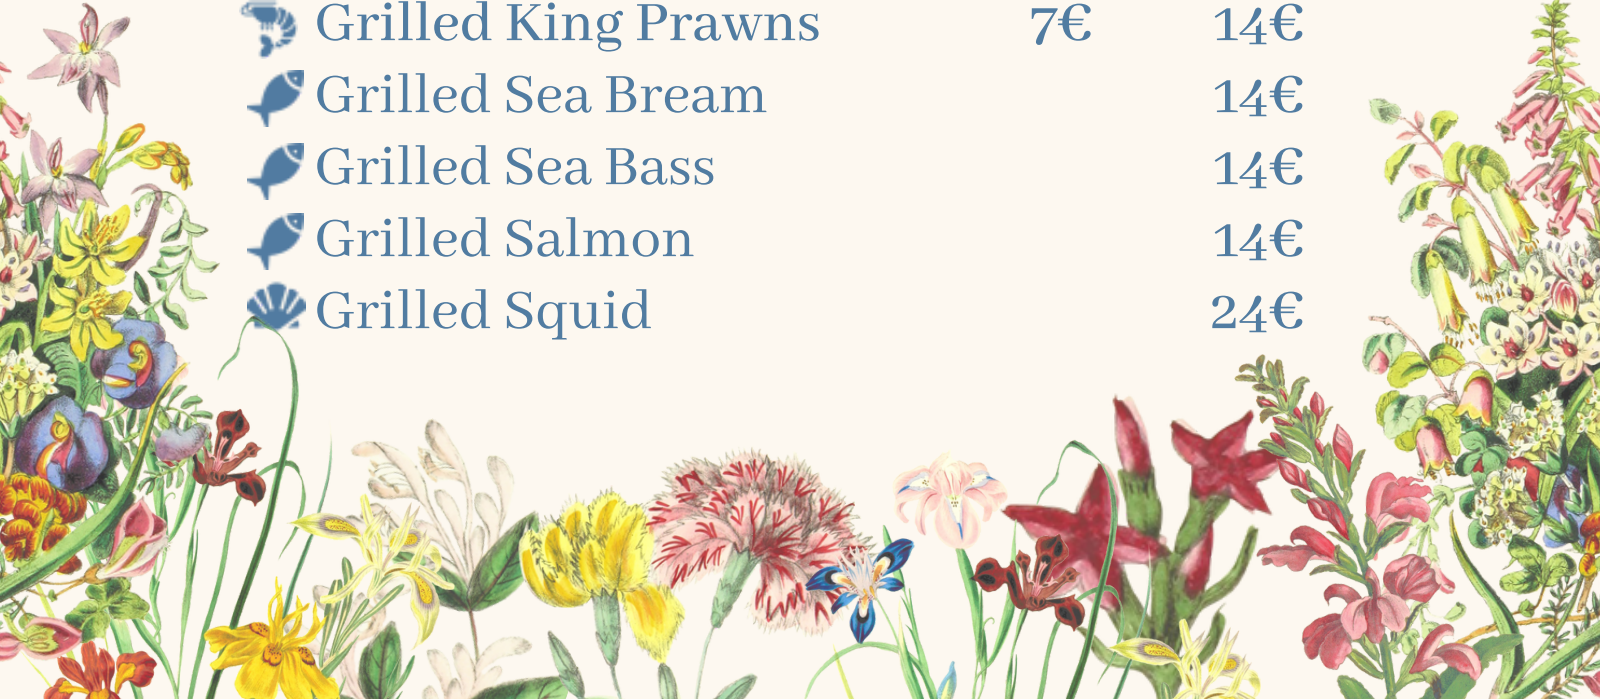 Grilled King Prawns 7€ 14€
Grilled Sea Bream 14€
Grilled Sea Bass 14€
Grilled Salmon 14€
Grilled Squid 24€